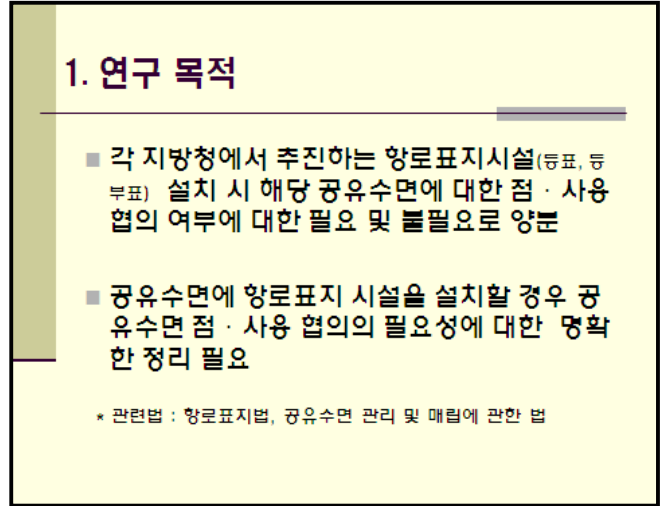 1. 연구 목적
■ 각 지방청에서 추진하는 항로표지시설(등표, 등
부표) 설치 시 해당 공유수면에 대한 점 · 사용
협의 여부에 대한 필요 및 불필요로 양분
■ 공유수면에 항로표지 시설을 설치할 경우 공
유수면 점 · 사용 협의의 필요성에 대한 명확
한 정리 필요
* 관련법 : 항로표지법, 공유수면 관리 및 매립에 관한 법